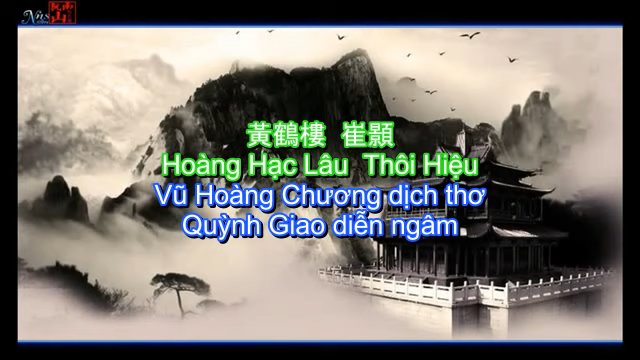 黃鶴樓 崔顥
Hoàng Hạc Lâu Thôi Hiệu
Vũ Hoàng Chương dịch thơ
Quỳnh Giao diễn ngâm